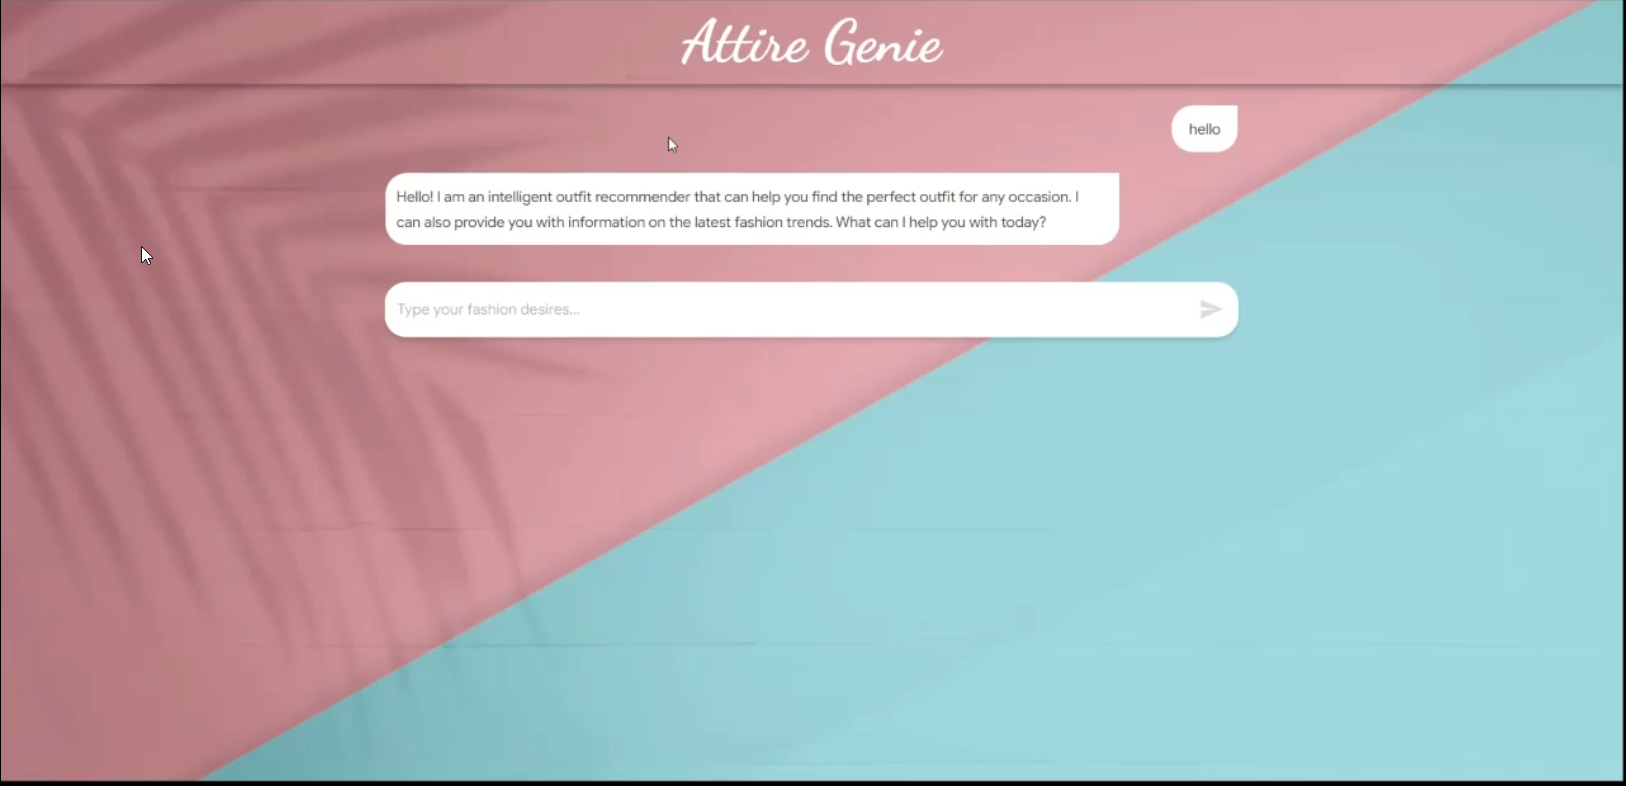 Attire Genie
hello
Hello! I am an intelligent outfit recommender that can help you find the perfect outfit for any occasion. I
can also provide you with information on the latest fashion trends. What can I help you with today?
Type your fashion desires...